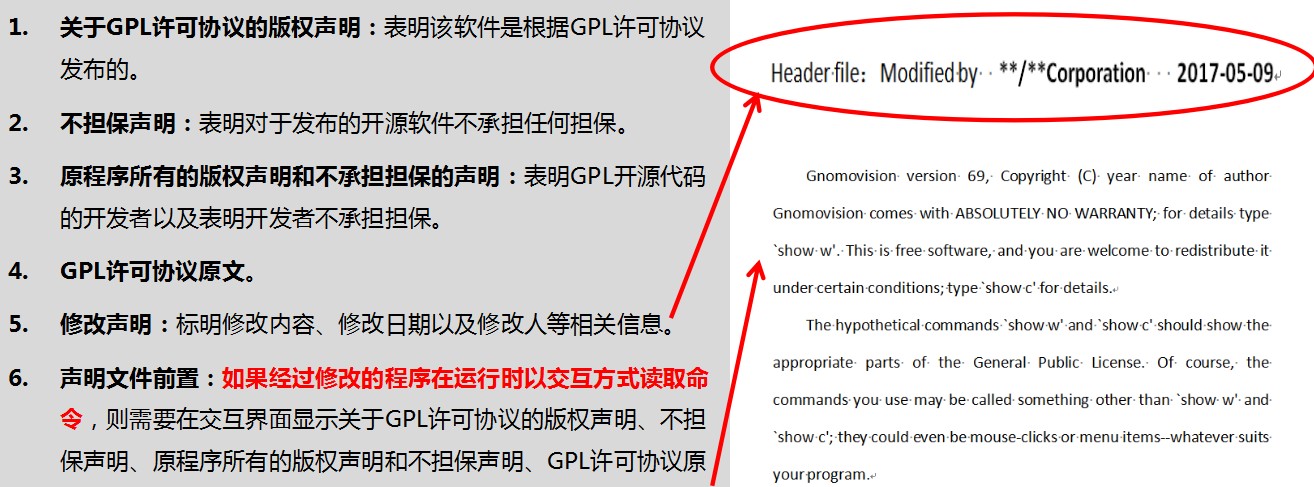 1. 关于GPL许可协议的版权声明：表明该软件是根据GPL许可协议
发布的。
2. 不担保声明：表明对于发布的开源软件不承担任何担保。
3. 原程序所有的版权声明和不承担担保的声明：表明GPL开源代码
的开发者以及表明开发者不承担担保。
4. GPL许可协议原文。
5. 修改声明：标明修改内容、修改日期以及修改人等相关信息。
6. 声明文件前置：如果经过修改的程序在运行时以交互方式读取命
令，则需要在交互界面显示关于GPL许可协议的版权声明、不担
保声明、原程序所有的版权声明和不担保声明、GPL许可协议原
Header file: Modified by **/**Corporation 2017-05-09
Gnomovision version 69, Copyright (C) year name of author
Gnomovision comes with ABSOLUTELY NO WARRANTY; for details type
`show w'. This is free software, and you are welcome to redistribute it
under certain conditions; type `show c' for details.
The hypothetical commands `show w' and `show c' should show the
appropriate parts of the General Public License. Of course, the
commands you use may be called something other than `show w' and
`show c'; they could even be mouse-clicks or menu items--whatever suits
your program.